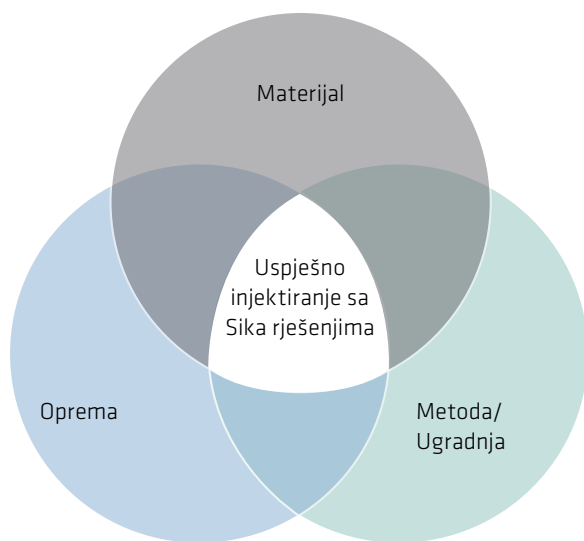 Materijal
Uspješno
injektiranje sa
Sika rješenjima
Oprema
Metoda/
Ugradnja